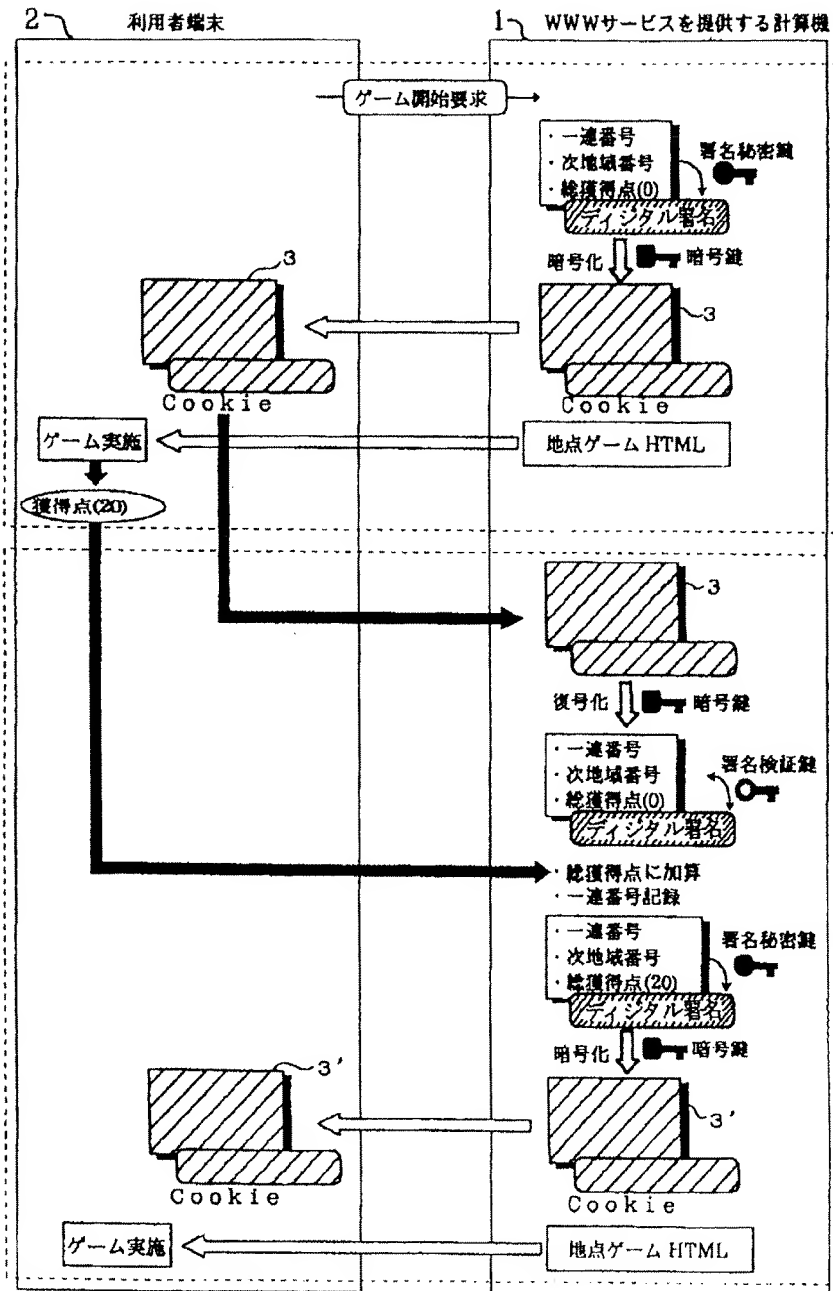 2
利用者端末
1
WWWサービスを提供する計算機
ゲーム開始要求
・一連番号
・次地域番号
・総獲得点(0)
ディジタル署名
署名秘密鍵
暗号化
暗号鍵
3
3
Cookie
Cookie
ゲーム実施
地点ゲーム HTML
獲得点(20)
3
復号化
暗号鍵
・一連番号
・次地域番号
・総獲得点(0)
ディジタル署名
署名検証鍵
・総獲得点に加算
・一連番号記録
・一連番号
・次地域番号
・総獲得点(20)
ディジタル署名
署名秘密鍵
暗号化
暗号鍵
3'
3'
Cookie
Cookie
ゲーム実施
地点ゲーム HTML